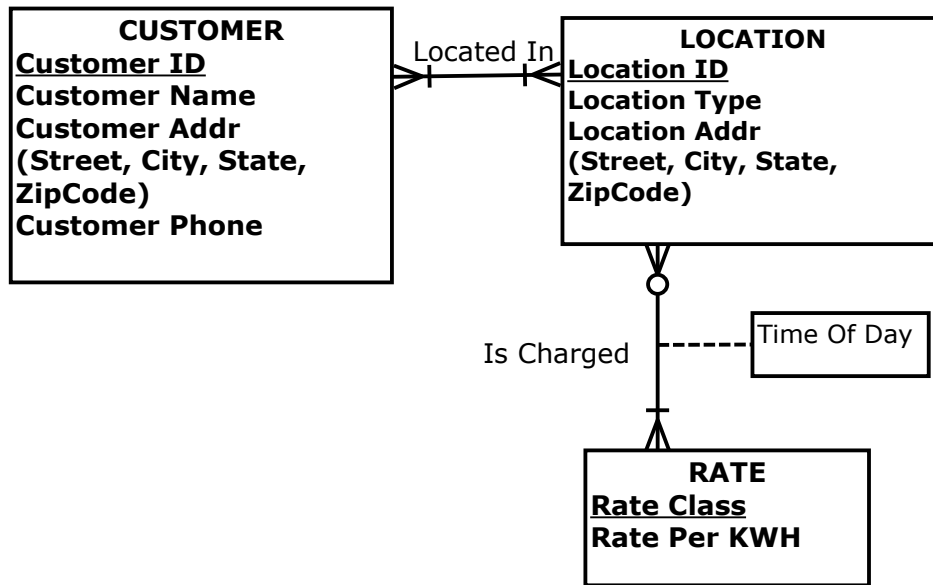 CUSTOMER
Customer ID
Customer Name
Customer Addr
(Street, City, State,
ZipCode)
Customer Phone
Located In
LOCATION
Location ID
Location Type
Location Addr
(Street, City, State,
ZipCode)
Is Charged
Time Of Day
RATE
Rate Class
Rate Per KWH